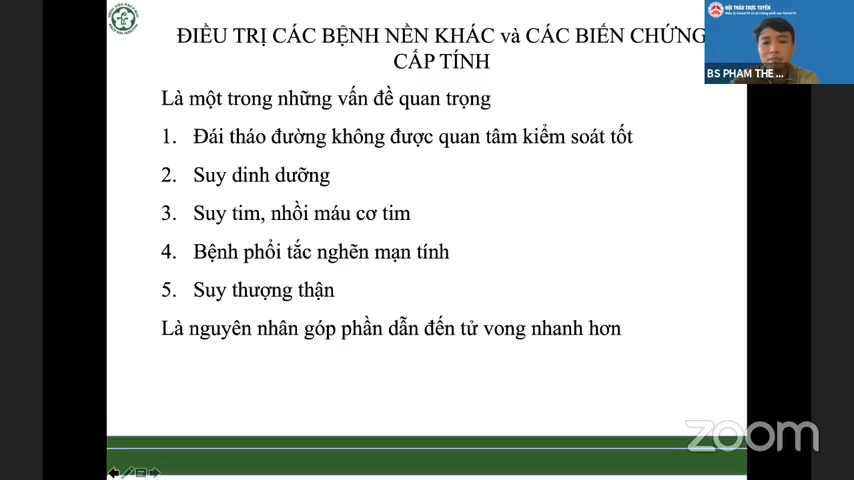 ĐIỀU TRỊ CÁC BỆNH NỀN KHÁC và CÁC BIẾN CHỨNG
CẤP TÍNH
Là một trong những vấn đề quan trọng
1. Đái tháo đường không được quan tâm kiểm soát tốt
2. Suy dinh dưỡng
3. Suy tim, nhồi máu cơ tim
4. Bệnh phổi tắc nghẽn mạn tính
5. Suy thượng thận
Là nguyên nhân góp phần dẫn đến tử vong nhanh hơn
HỘI THẢO TRỰC TUYẾN
BS PHAM THE ...
zoom